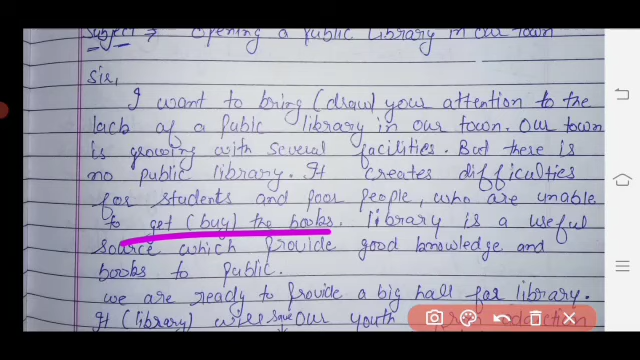 Subject ⇒ Opening a public library in our town
Sir,
I want to bring (draw) your attention to the
lack of a public library in our town. Our town
is growing with several facilities. But there is
no public library. It creates difficulties
for students and poor people, who are unable
to get (buy) the books. library is a useful
source which provide good knowledge and
books to public.
we are ready to provide a big hall for library.
It (library) will save our youth from addiction